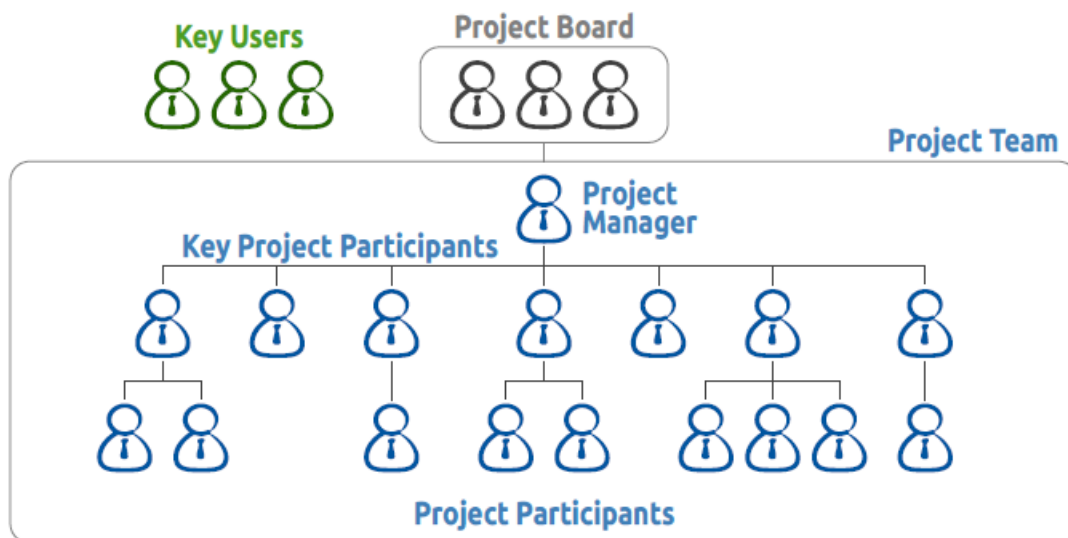 Key Users
Project Board
Project Team
Project
Manager
Key Project Participants
Project Participants